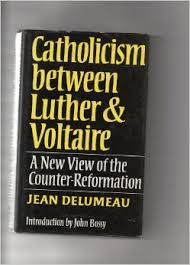 Catholicism
between
Luther &
Voltaire
A New View of the
Counter-Reformation
JEAN DELUMEAU
Introduction by John Bossy